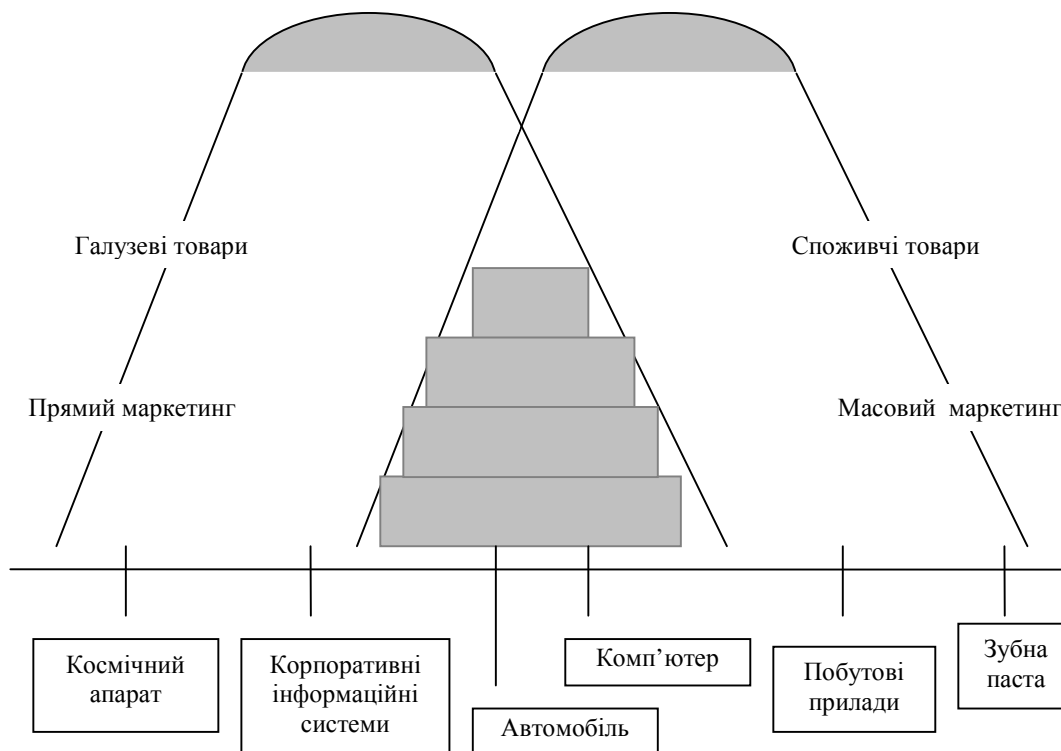 Галузеві товари
Споживчі товари
Прямий маркетинг
Масовий маркетинг
Космічний
апарат
Корпоративні
інформаційні
системи
Автомобіль
Комп’ютер
Побутові
прилади
Зубна
паста